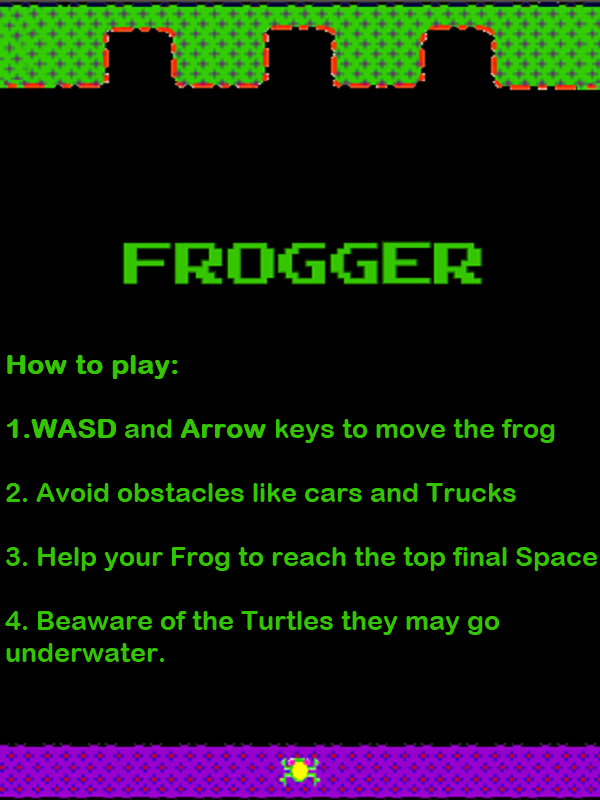 FROGGER
How to play:
1.WASD and Arrow keys to move the frog
2. Avoid obstacles like cars and Trucks
3. Help your Frog to reach the top final Space
4. Beaware of the Turtles they may go
underwater.